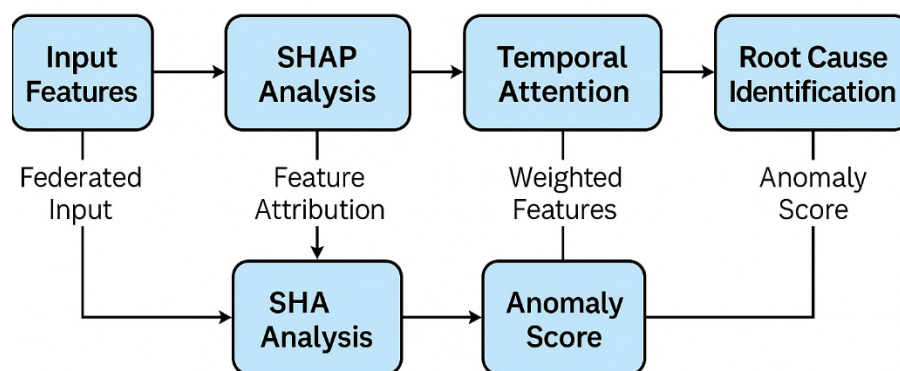 Input
Features
SHAP
Analysis
Temporal
Attention
Root Cause
Identification
Federated
Input
Feature
Attribution
Weighted
Features
Anomaly
Score
SHA
Analysis
Anomaly
Score